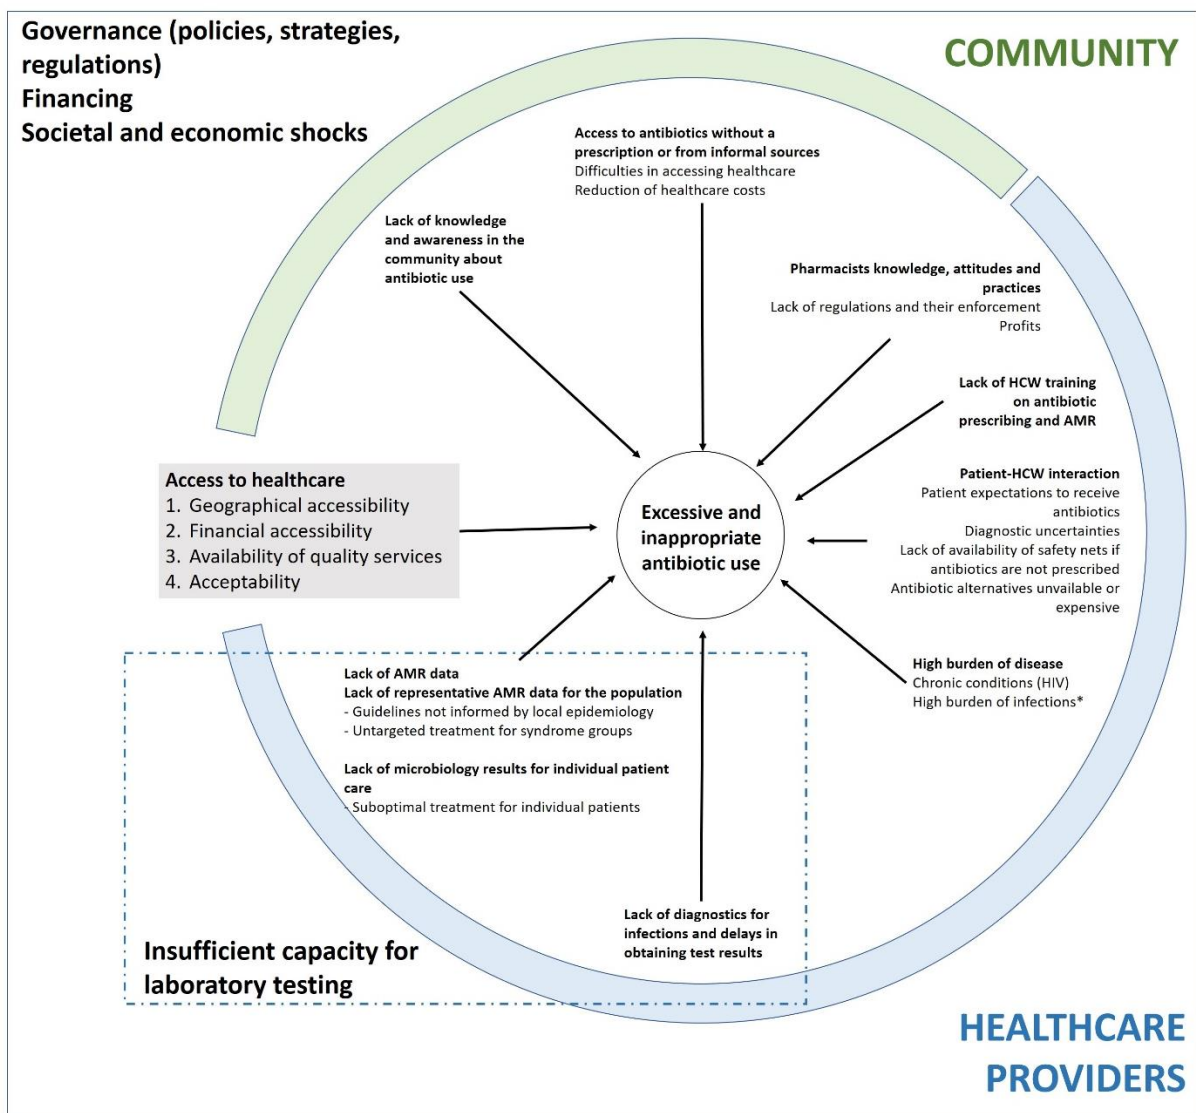 Governance (policies, strategies,
regulations)
Financing
Societal and economic shocks
COMMUNITY
Access to antibiotics without a
prescription or from informal sources
Difficulties in accessing healthcare
Reduction of healthcare costs
Lack of knowledge
and awareness in the
community about
antibiotic use
Pharmacists knowledge, attitudes and
practices
Lack of regulations and their enforcement
Profits
Lack of HCW training
on antibiotic
prescribing and AMR
Access to healthcare
1. Geographical accessibility
2. Financial accessibility
3. Availability of quality services
4. Acceptability
Excessive and
inappropriate
antibiotic use
Patient-HCW interaction
Patient expectations to receive
antibiotics
Diagnostic uncertainties
Lack of availability of safety nets if
antibiotics are not prescribed
Antibiotic alternatives unavailable or
expensive
High burden of disease
Chronic conditions (HIV)
High burden of infections*
Lack of AMR data
Lack of representative AMR data for the population
- Guidelines not informed by local epidemiology
- Untargeted treatment for syndrome groups
Lack of microbiology results for individual patient
care
- Suboptimal treatment for individual patients
Lack of diagnostics for
infections and delays in
obtaining test results
Insufficient capacity for
laboratory testing
HEALTHCARE
PROVIDERS